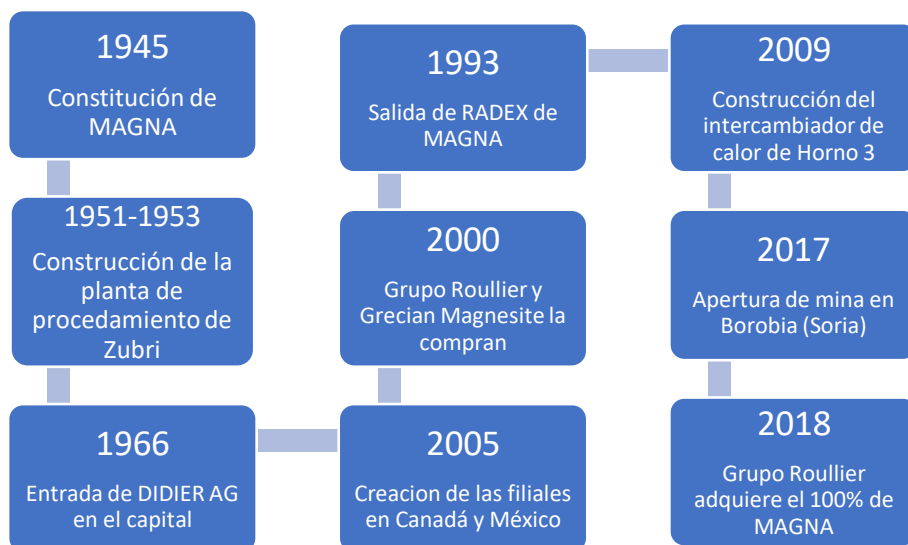 1945
Constitución de
MAGNA
1951-1953
Construcción de la
planta de
procedamiento de
Zubri
1966
Entrada de DIDIER AG
en el capital
2005
Creacion de las filiales
en Canadá y México
2000
Grupo Roullier y
Grecian Magnesite la
compran
1993
Salida de RADEX de
MAGNA
2009
Construcción del
intercambiador de
calor de Horno 3
2017
Apertura de mina en
Borobia (Soria)
2018
Grupo Roullier
adquiere el 100% de
MAGNA